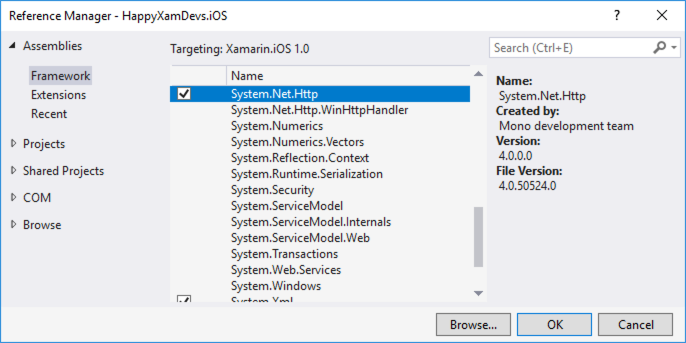 Reference Manager - HappyXamDevs.iOS
Assemblies
Framework
Extensions
Recent
Projects
Shared Projects
COM
Browse
Targeting: Xamarin.iOS 1.0
Name
System.Net.Http
System.Net.Http.WinHttpHandler
System.Numerics
System.Numerics.Vectors
System.Reflection.Context
System.Runtime.Serialization
System.Security
System.ServiceModel
System.ServiceModel.Internals
System.ServiceModel.Web
System.Transactions
System.Web.Services
System.Windows
System.Xml
Search (Ctrl+E)
Name:
System.Net.Http
Created by:
Mono development team
Version:
4.0.0.0
File Version:
4.0.50524.0
Browse...
OK
Cancel